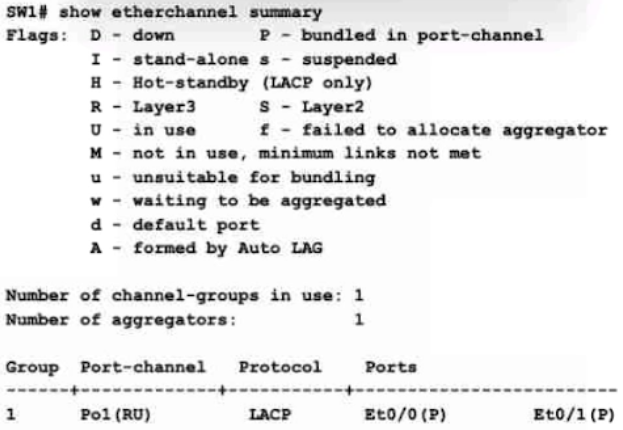 SW1# show etherchannel summary
Flags:  D - down        P - bundled in port-channel
        I - stand-alone s - suspended
        H - Hot-standby (LACP only)
        R - Layer3      S - Layer2
        U - in use      f - failed to allocate aggregator
        M - not in use, minimum links not met
        u - unsuitable for bundling
        w - waiting to be aggregated
        d - default port
        A - formed by Auto LAG
Number of channel-groups in use: 1
Number of aggregators:           1
Group  Port-channel  Protocol    Ports
------+-------------+-----------+-----------------------
1      Po1(RU)         LACP      Et0/0(P)        Et0/1(P)